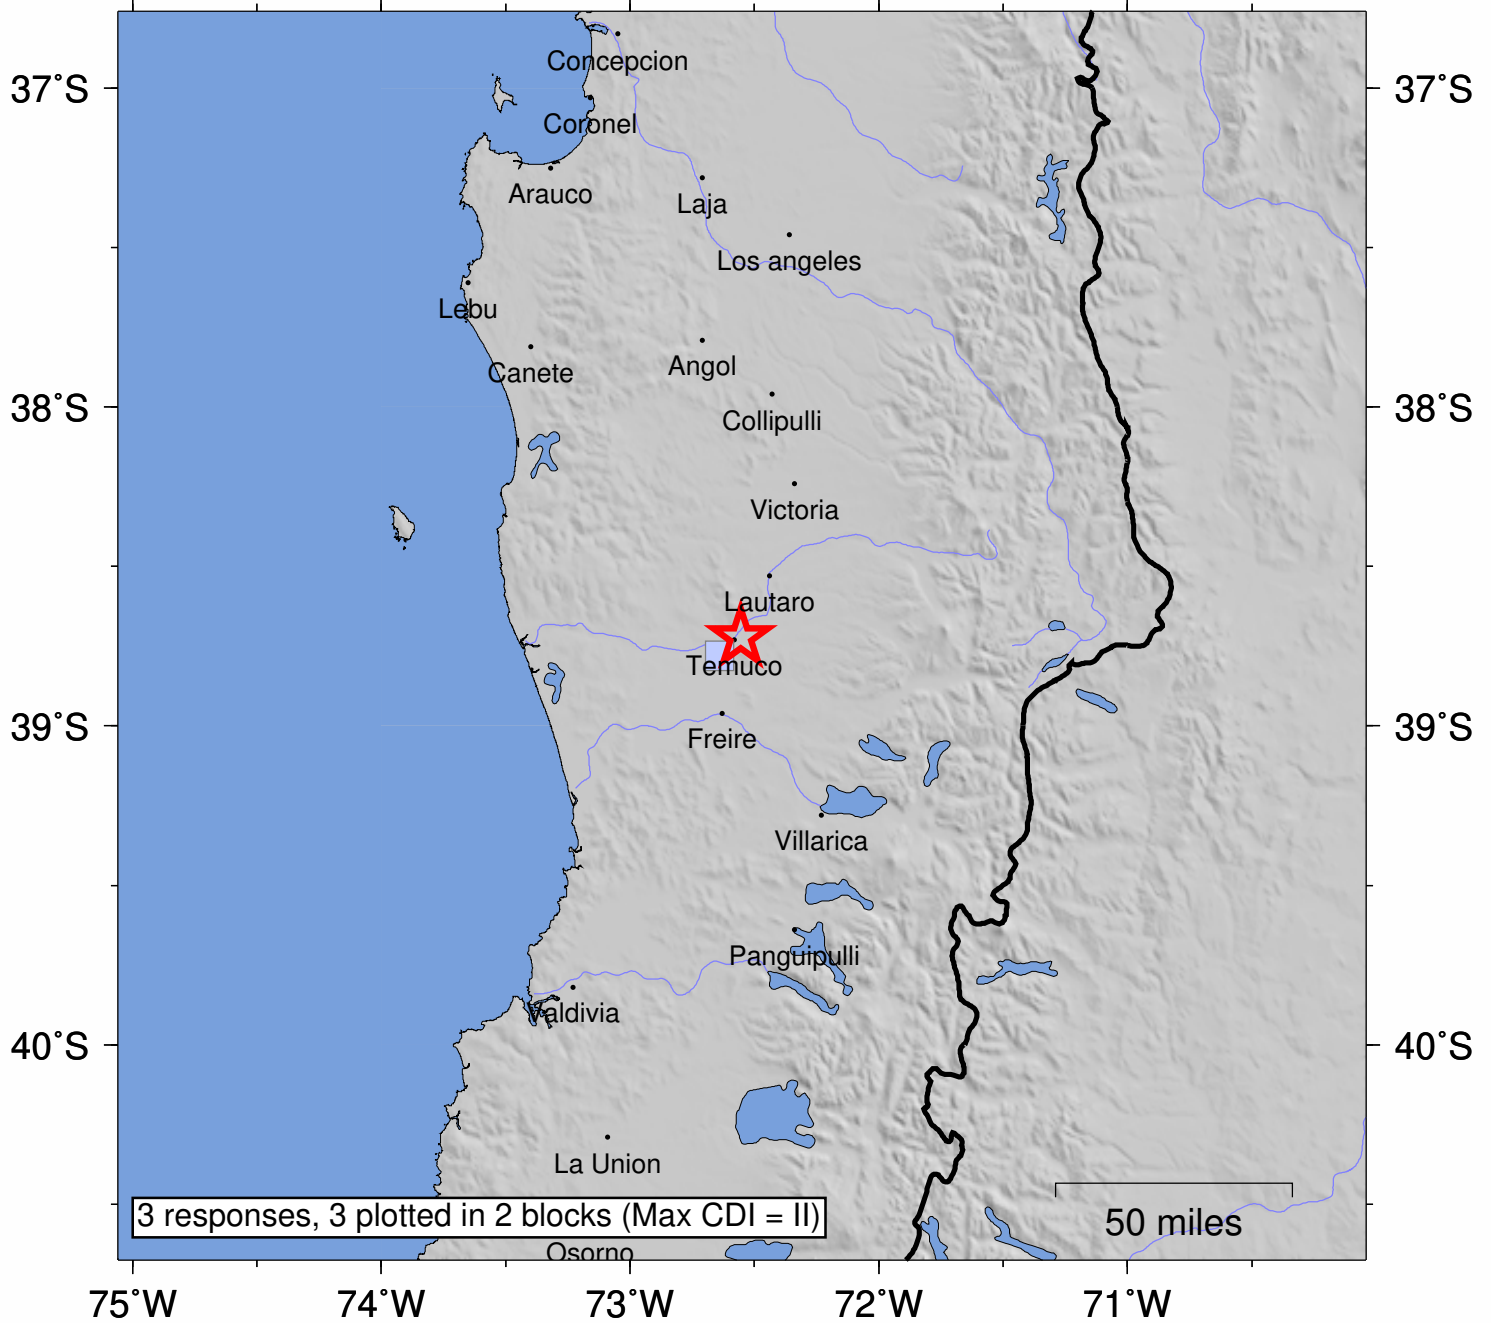 Concepcion
37°S
37°S
Coronel
Arauco
Laja
Los angeles
Lebu
Angol
Canete
38°S
38°S
Collipulli
Victoria
Lautaro
Temuco
39°S
39°S
Freire
Villarica
Panguipulli
Valdivia
40°S
40°S
La Union
3 responses, 3 plotted in 2 blocks (Max CDI = II)
50 miles
Osorno
75°W
74°W
73°W
72°W
71°W